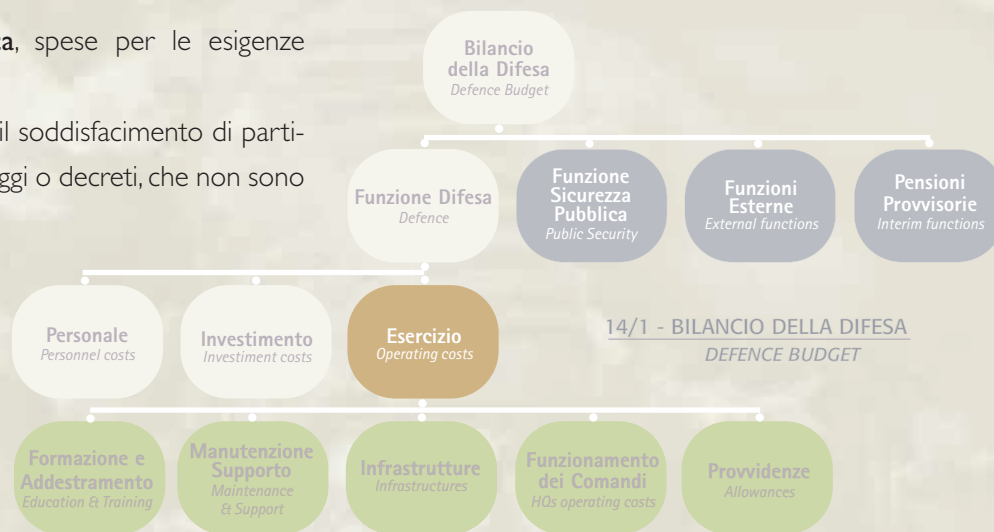 a, spese per le esigenze
il soddisfacimento di parti-
ggi o decreti, che non sono
Bilancio
della Difesa
Defence Budget
Funzione Difesa
Defence
Funzione
Sicurezza
Pubblica
Public Security
Funzioni
Esterne
External functions
Pensioni
Provvisorie
Interim functions
Personale
Personnel costs
Investimento
Investiment costs
Esercizio
Operating costs
14/1 - BILANCIO DELLA DIFESA
DEFENCE BUDGET
Formazione e
Addestramento
Education & Training
Manutenzione
Supporto
Maintenance
& Support
Infrastrutture
Infrastructures
Funzionamento
dei Comandi
HQs operating costs
Provvidenze
Allowances